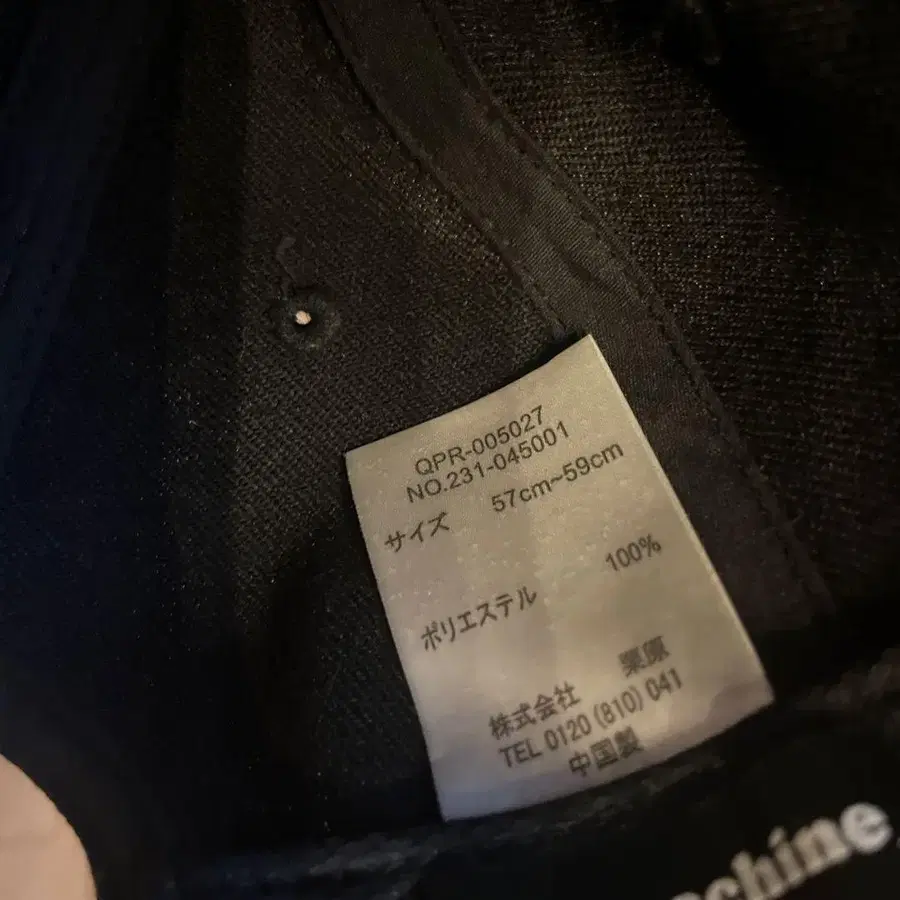 QPR-005027
NO.231-045001
サイズ 57cm~59cm
100%
ポリエステル
株式会社 栗原
TEL 0120 (810) 041
中国製
chine